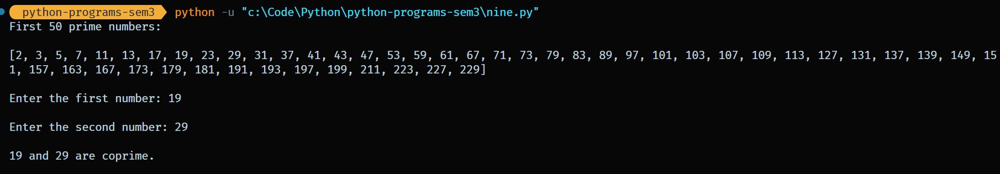 python-programs-sem3 python -u "c:\Code\Python\python-programs-sem3\nine.py"
First 50 prime numbers:
[2, 3, 5, 7, 11, 13, 17, 19, 23, 29, 31, 37, 41, 43, 47, 53, 59, 61, 67, 71, 73, 79, 83, 89, 97, 101, 103, 107, 109, 113, 127, 131, 137, 139, 149, 15
1, 157, 163, 167, 173, 179, 181, 191, 193, 197, 199, 211, 223, 227, 229]
Enter the first number: 19
Enter the second number: 29
19 and 29 are coprime.